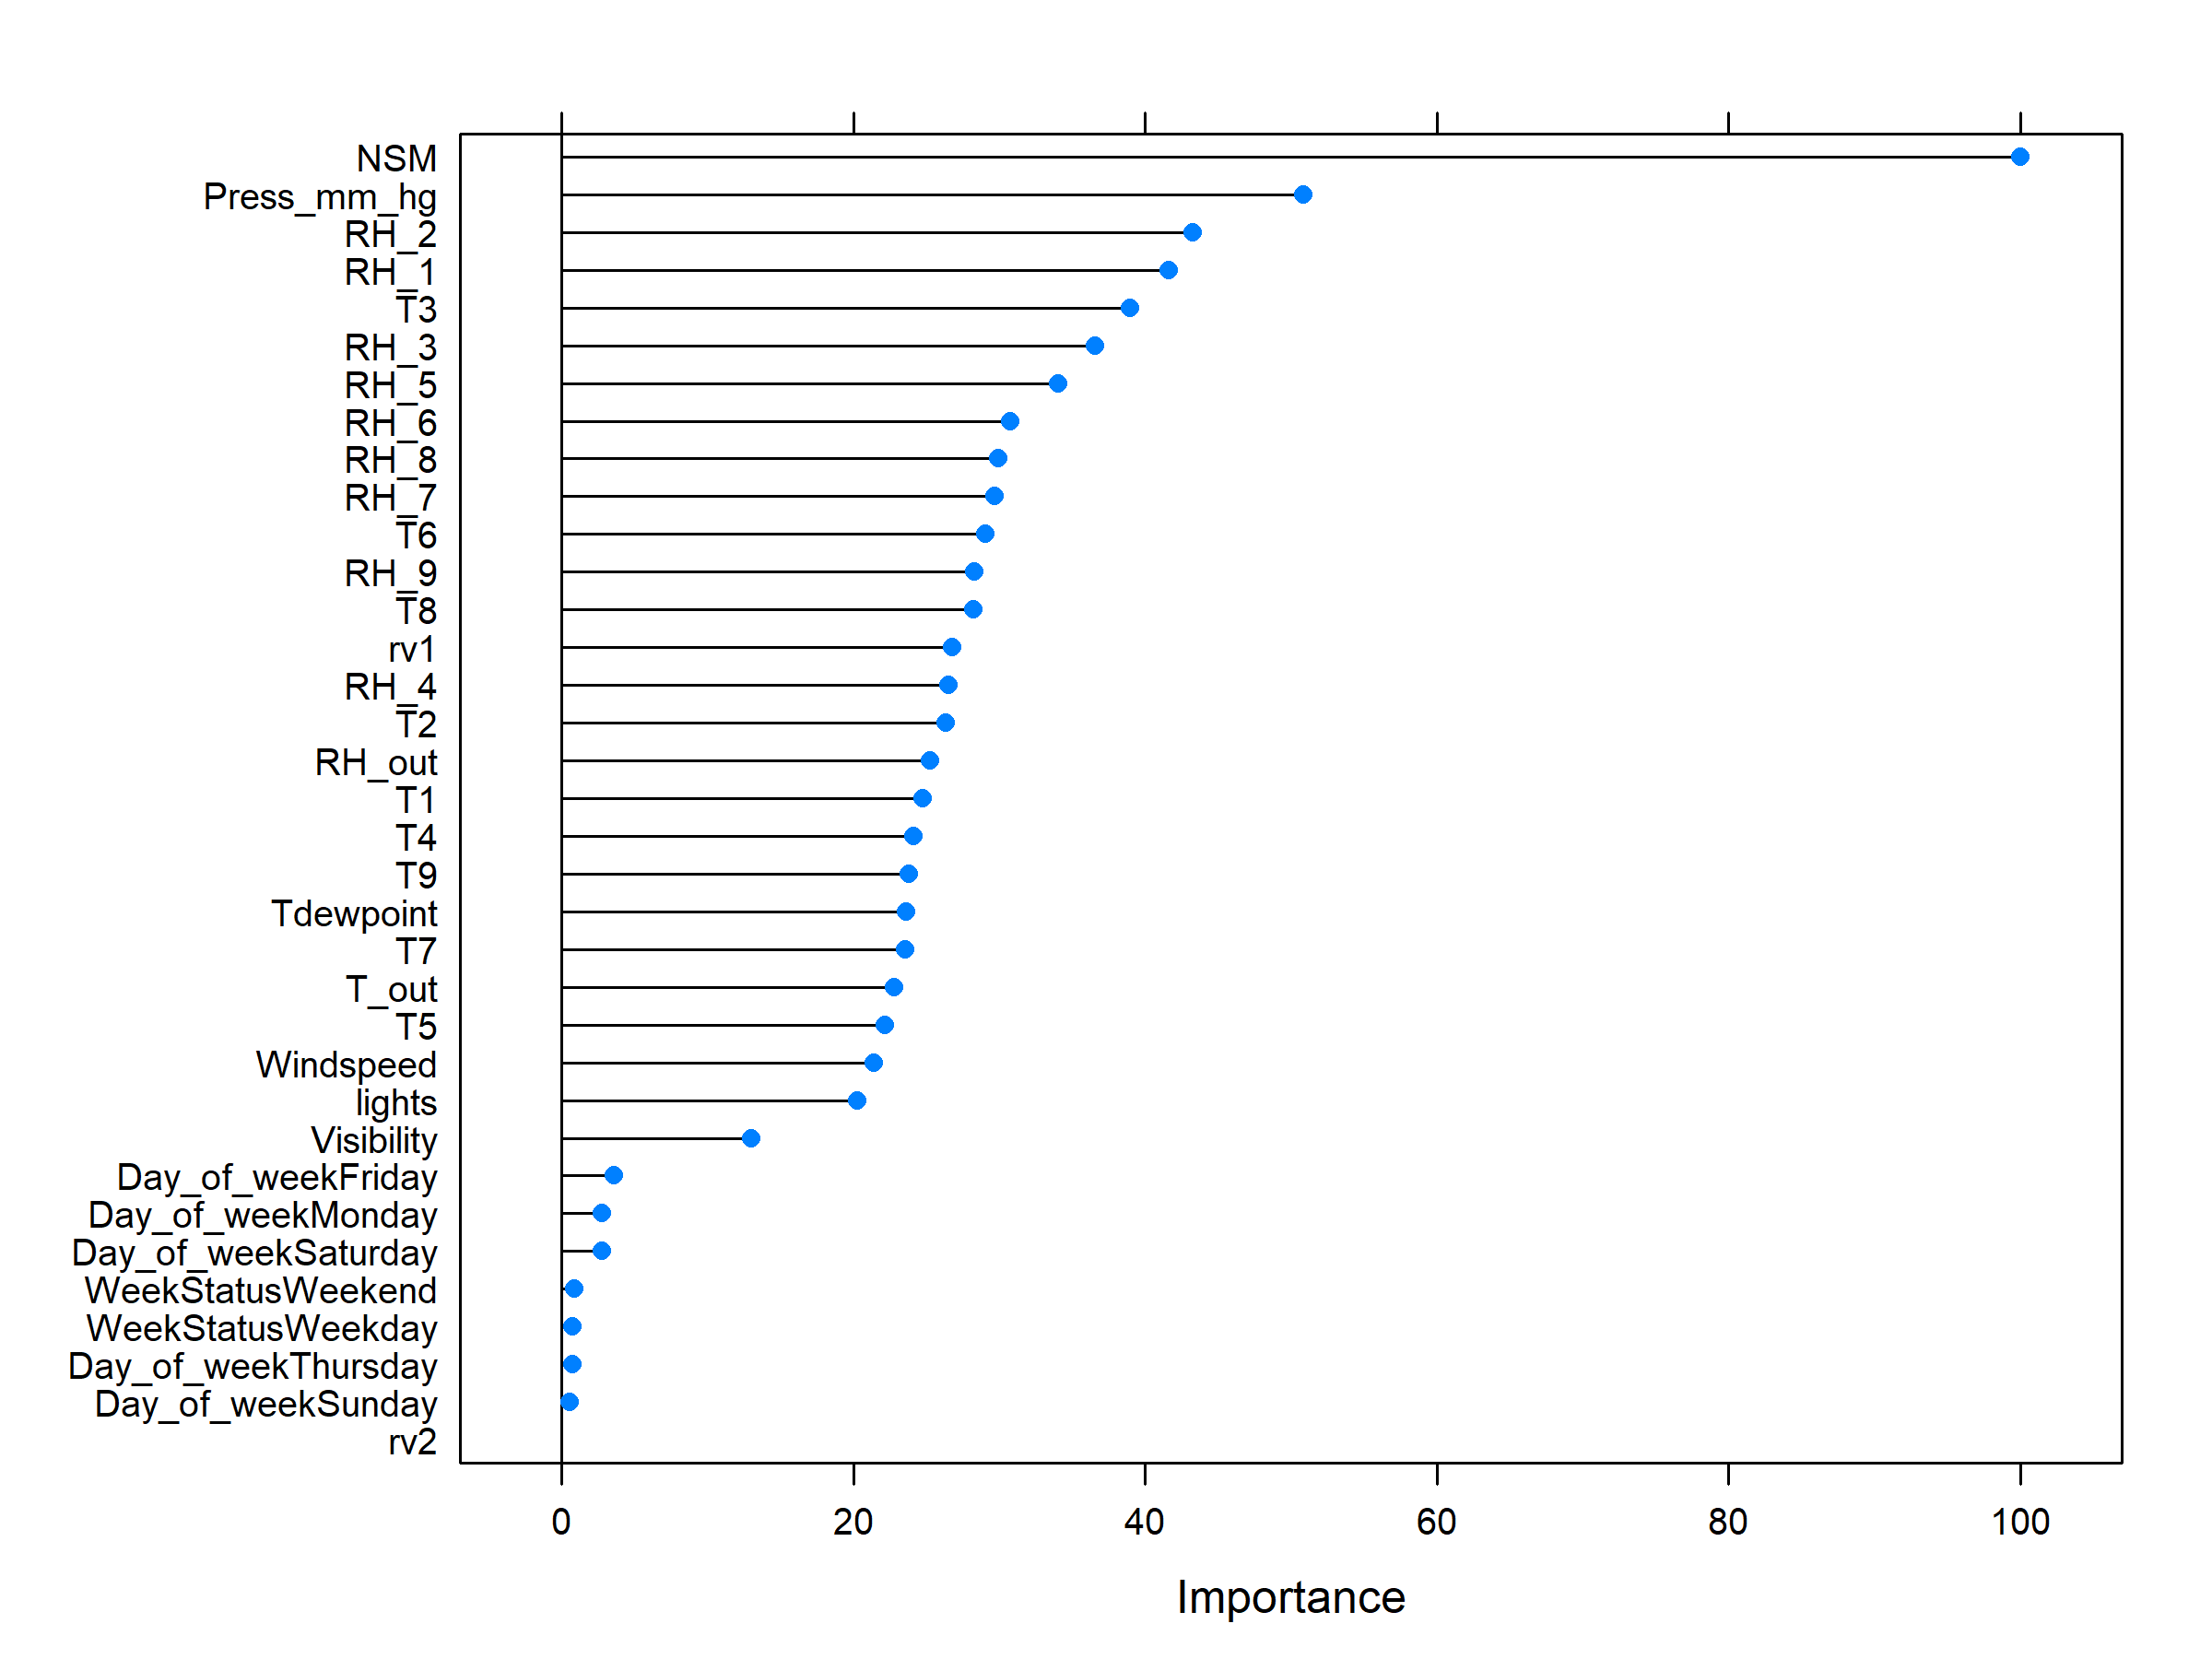 NSM
Press_mm_hg
RH_2
RH_1
T3
RH_3
RH_5
RH_6
RH_8
RH_7
T6
RH_9
T8
rv1
RH_4
T2
RH_out
T1
T4
T9
Tdewpoint
T7
T_out
T5
Windspeed
lights
Visibility
Day_of_weekFriday
Day_of_weekMonday
Day_of_weekSaturday
WeekStatusWeekend
WeekStatusWeekday
Day_of_weekThursday
Day_of_weekSunday
rv2
0 20 40 60 80 100
Importance